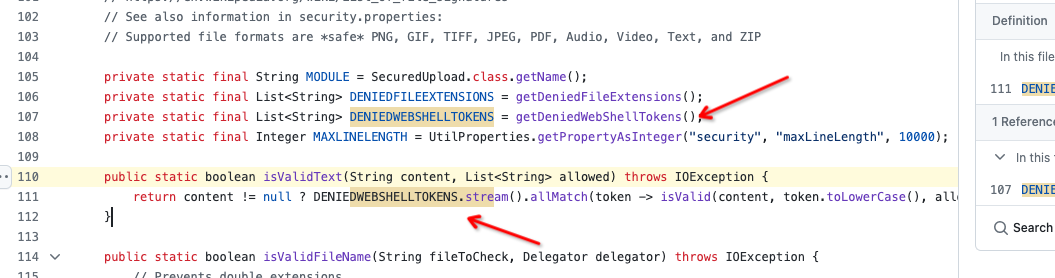 102 // See also information in security.properties:
103 // Supported file formats are *safe* PNG, GIF, TIFF, JPEG, PDF, Audio, Video, Text, and ZIP
104
105 private static final String MODULE = SecuredUpload.class.getName();
106 private static final List<String> DENIEDFILEEXTENSIONS = getDeniedFileExtensions();
107 private static final List<String> DENIEDWEBSHELLTOKENS = getDeniedWebShellTokens();
108 private static final Integer MAXLINELENGTH = UtilProperties.getPropertyAsInteger("security", "maxLineLength", 10000);
109
110 public static boolean isValidText(String content, List<String> allowed) throws IOException {
111 return content != null ? DENIEDWEBSHELLTOKENS.stream().allMatch(token -> isValid(content, token.toLowerCase(), allo
112 }
113
114 public static boolean isValidFileName(String fileToCheck, Delegator delegator) throws IOException {
115 // Prevents double extensions
Definition
In this file
111 DENIE
1 Reference
In this f
107 DENIE
Search